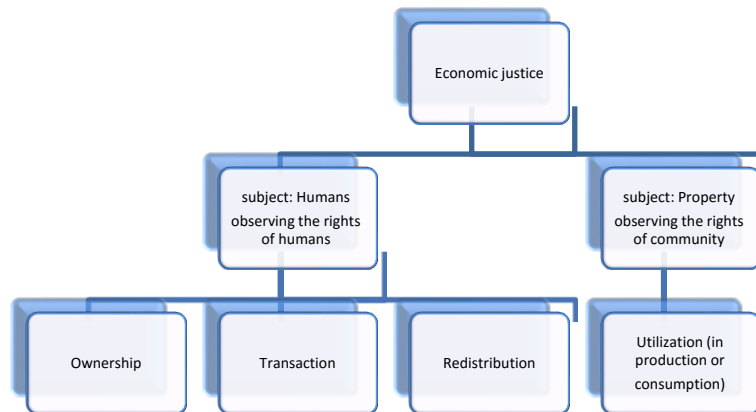 Economic justice
subject: Humans
observing the rights
of humans
subject: Property
observing the rights
of community
Ownership
Transaction
Redistribution
Utilization (in
production or
consumption)